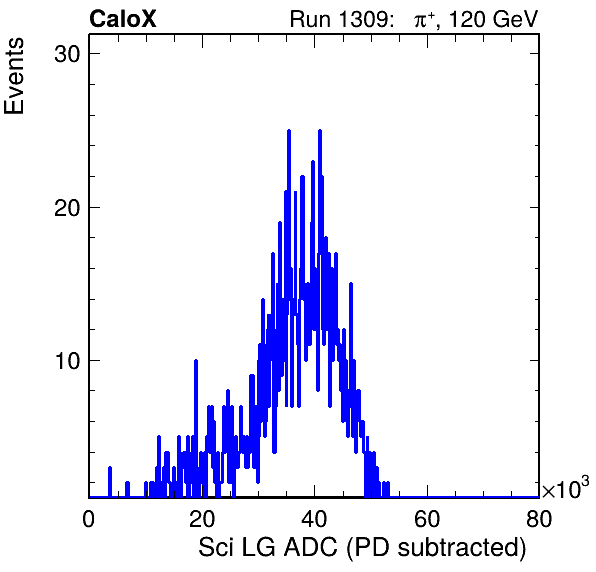 CaloX Run 1309: π⁺, 120 GeV
Events
30
20
10
0 20 40 60 80
×10³
Sci LG ADC (PD subtracted)